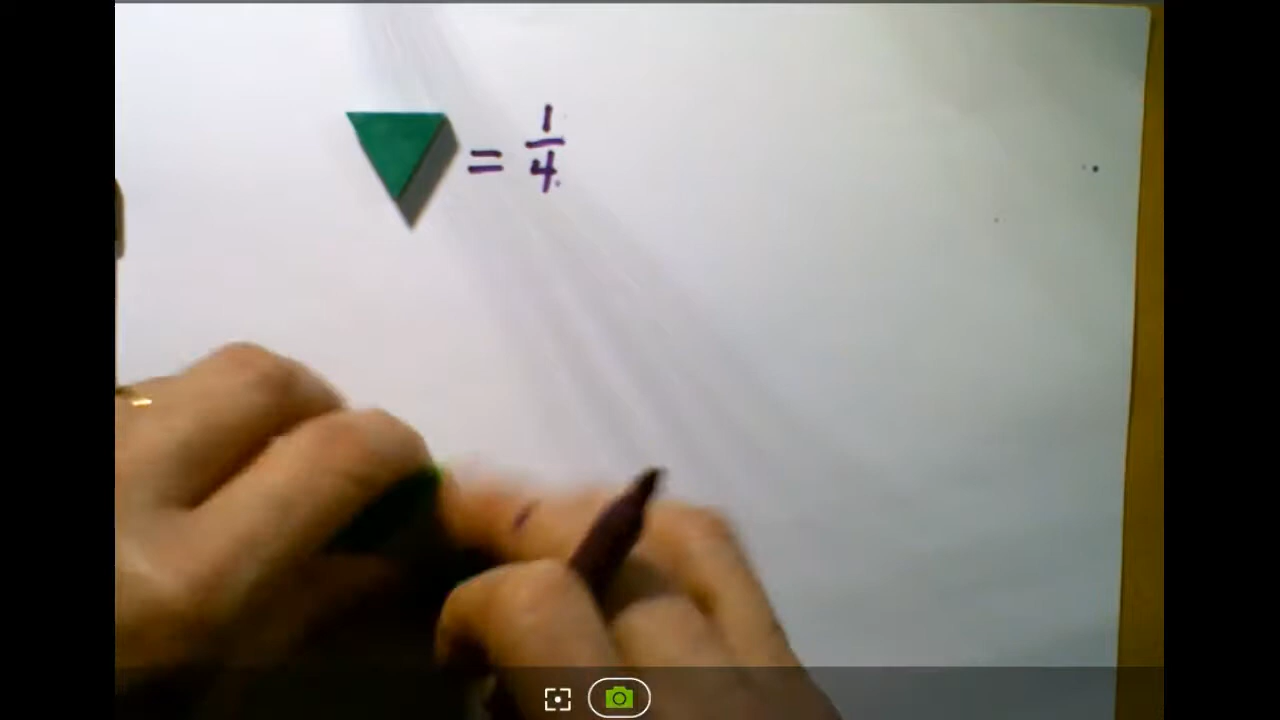 = 1/4